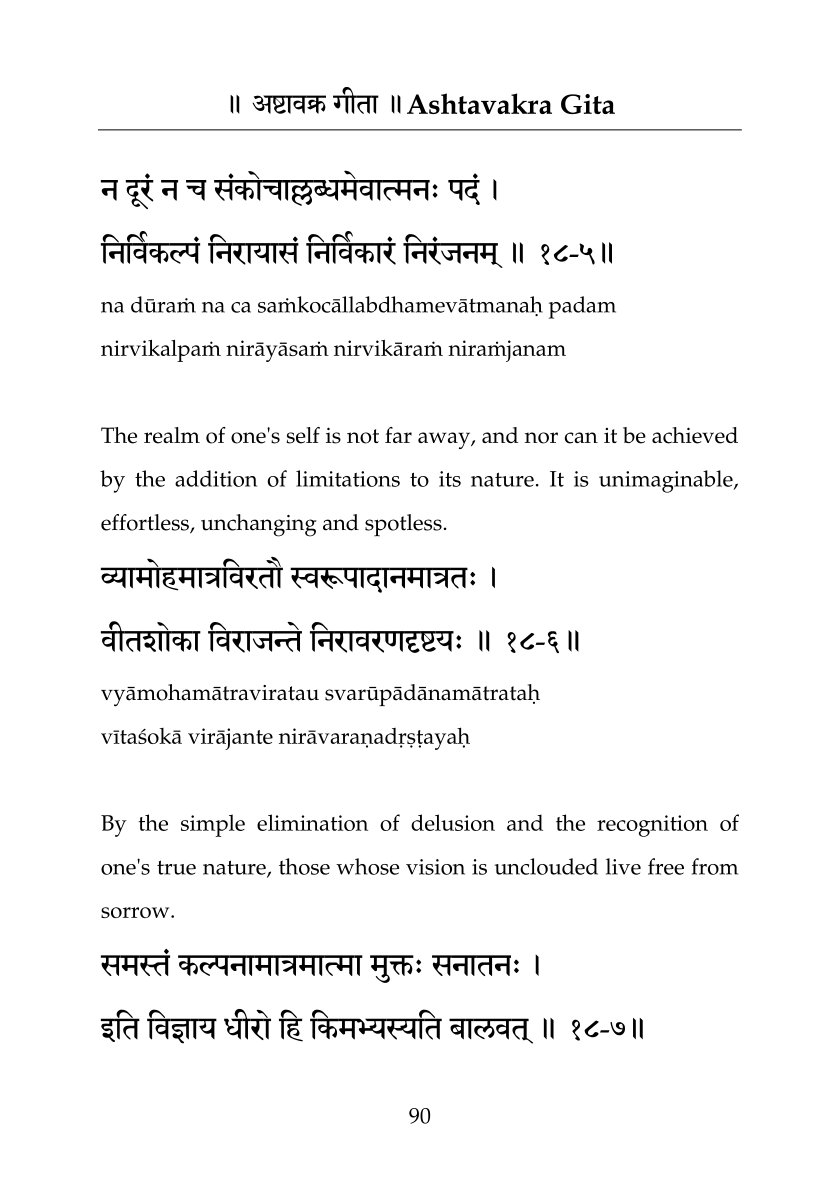 ॥ अष्टावक्र गीता ॥ Ashtavakra Gita
न दूरं न च संकोचाल्लब्धमेवात्मनः पदं ।
निर्विकल्पं निरायासं निर्विकारं निरंजनम् ॥ १८-५॥
na dūraṁ na ca saṁkocāllabdhamevātmanaḥ padam
nirvikalpaṁ nirāyāsaṁ nirvikāraṁ niraṁjanam
The realm of one's self is not far away, and nor can it be achieved
by the addition of limitations to its nature. It is unimaginable,
effortless, unchanging and spotless.
व्यामोहमात्रविरतौ स्वरूपादानमात्रतः ।
वीतशोका विराजन्ते निरावरणदृष्टयः ॥ १८-६॥
vyāmohamātraviratau svarūpādānamātrataḥ
vītaśokā virājante nirāvaraṇadṛṣṭayaḥ
By the simple elimination of delusion and the recognition of
one's true nature, those whose vision is unclouded live free from
sorrow.
समस्तं कल्पनामात्रमात्मा मुक्तः सनातनः ।
इति विज्ञाय धीरो हि किमभ्यस्यति बालवत् ॥ १८-७॥
90